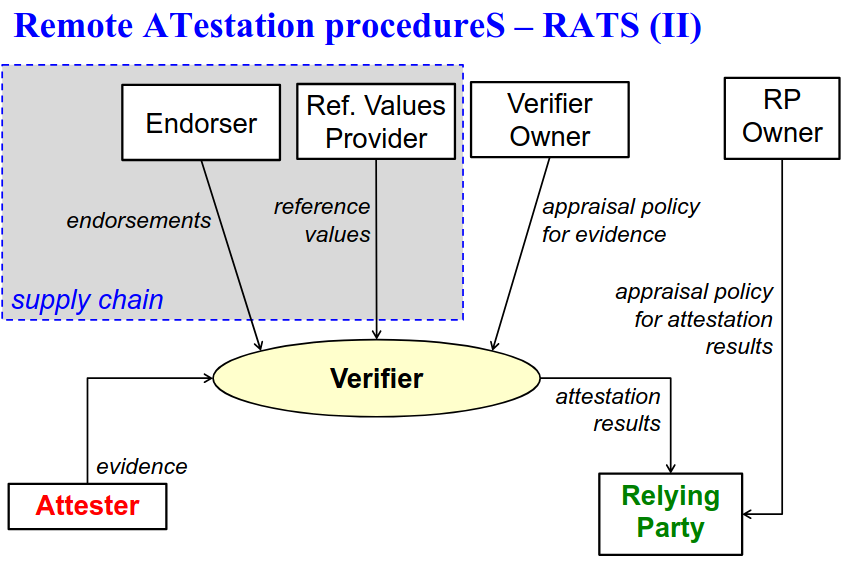 Remote ATestation procedureS – RATS (II)
Endorser
Ref. Values
Provider
Verifier
Owner
RP
Owner
endorsements
reference
values
appraisal policy
for evidence
supply chain
appraisal policy
for attestation
results
Verifier
attestation
results
evidence
Attester
Relying
Party